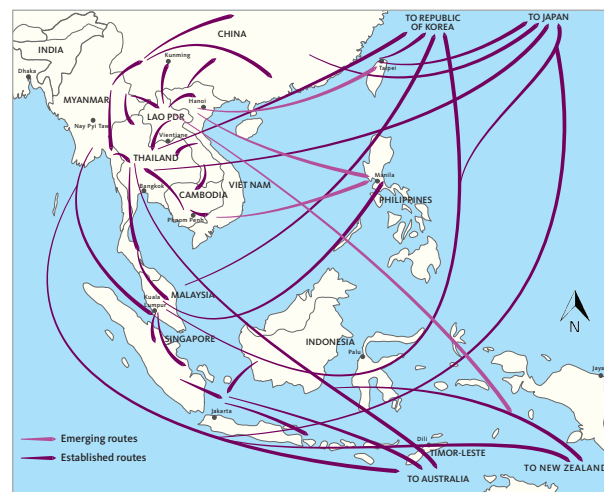 TO REPUBLIC
OF KOREA
TO JAPAN
CHINA
INDIA
Kunming
Dhaka
Taipei
MYANMAR
Hanoi
LAO PDR
Nay Pyi Taw
Vientiane
THAILAND
Manila
Bangkok
CAMBODIA
VIET NAM
PHILIPPINES
Phnom Penh
MALAYSIA
Kuala
Lumpur
N
SINGAPORE
INDONESIA
Palu
Jaya
Jakarta
Emerging routes
Dili
TIMOR-LESTE
Established routes
TO NEW ZEALAND
TO AUSTRALIA